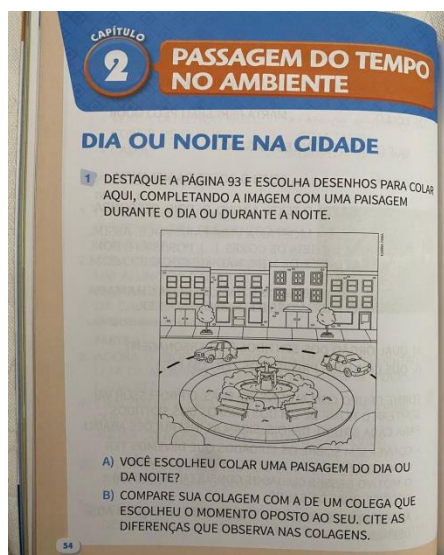 CAPÍTULO
2
PASSAGEM DO TEMPO
NO AMBIENTE
DIA OU NOITE NA CIDADE
1 DESTAQUE A PÁGINA 93 E ESCOLHA DESENHOS PARA COLAR
AQUI, COMPLETANDO A IMAGEM COM UMA PAISAGEM
DURANTE O DIA OU DURANTE A NOITE.
A) VOCÊ ESCOLHEU COLAR UMA PAISAGEM DO DIA OU
DA NOITE?
B) COMPARE SUA COLAGEM COM A DE UM COLEGA QUE
ESCOLHEU O MOMENTO OPOSTO AO SEU. CITE AS
DIFERENÇAS QUE OBSERVA NAS COLAGENS.
54